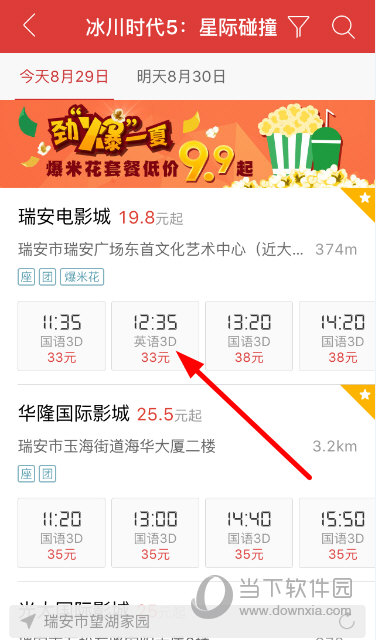 冰川时代5：星际碰撞
今天8月29日 明天8月30日
劲"爆"一夏
爆米花套餐低价9.9起
瑞安电影城 19.8元起
瑞安市瑞安广场东首文化艺术中心（近大... 374m
座 团 爆米花
11:35 12:35 13:20 14:20
国语3D 英语3D 国语3D 国语3D
33元 33元 38元 38元
华隆国际影城 25.5元起
瑞安市玉海街道海华大厦二楼 3.2km
座 团
11:20 13:00 14:40 15:50
国语3D 国语3D 国语3D 国语3D
35元 35元 35元 35元
瑞安市望湖家园
当下软件园
www.downxia.com